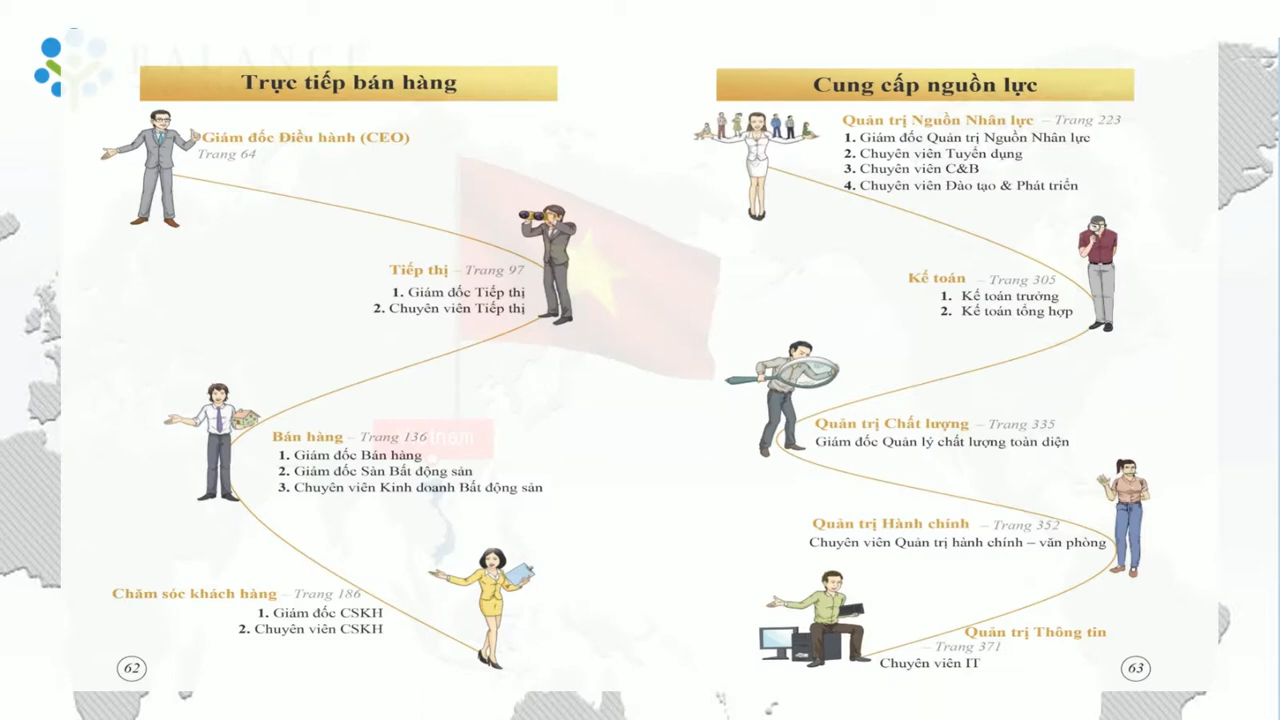 BALANCE
Trực tiếp bán hàng
Giám đốc Điều hành (CEO)
Trang 64
Tiếp thị – Trang 97
1. Giám đốc Tiếp thị
2. Chuyên viên Tiếp thị
Bán hàng – Trang 136
1. Giám đốc Bán hàng
2. Giám đốc Sàn Bất động sản
3. Chuyên viên Kinh doanh Bất động sản
Chăm sóc khách hàng – Trang 186
1. Giám đốc CSKH
2. Chuyên viên CSKH
62
Cung cấp nguồn lực
Quản trị Nguồn Nhân lực – Trang 223
1. Giám đốc Quản trị Nguồn Nhân lực
2. Chuyên viên Tuyển dụng
3. Chuyên viên C&B
4. Chuyên viên Đào tạo & Phát triển
Kế toán – Trang 305
1. Kế toán trưởng
2. Kế toán tổng hợp
Quản trị Chất lượng – Trang 335
Giám đốc Quản lý chất lượng toàn diện
Quản trị Hành chính – Trang 352
Chuyên viên Quản trị hành chính – văn phòng
Quản trị Thông tin
– Trang 371
Chuyên viên IT
63